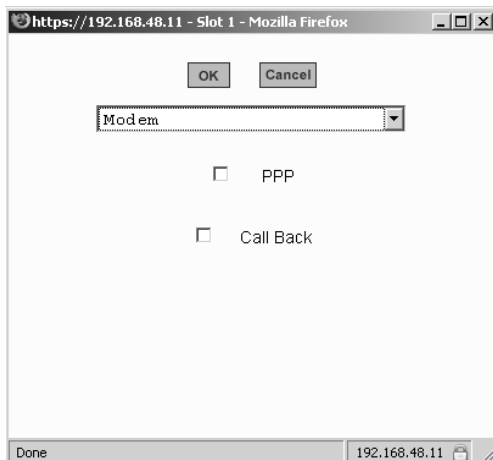 https://192.168.48.11 - Slot 1 - Mozilla Firefox
OK Cancel
Modem
PPP
Call Back
Done 192.168.48.11